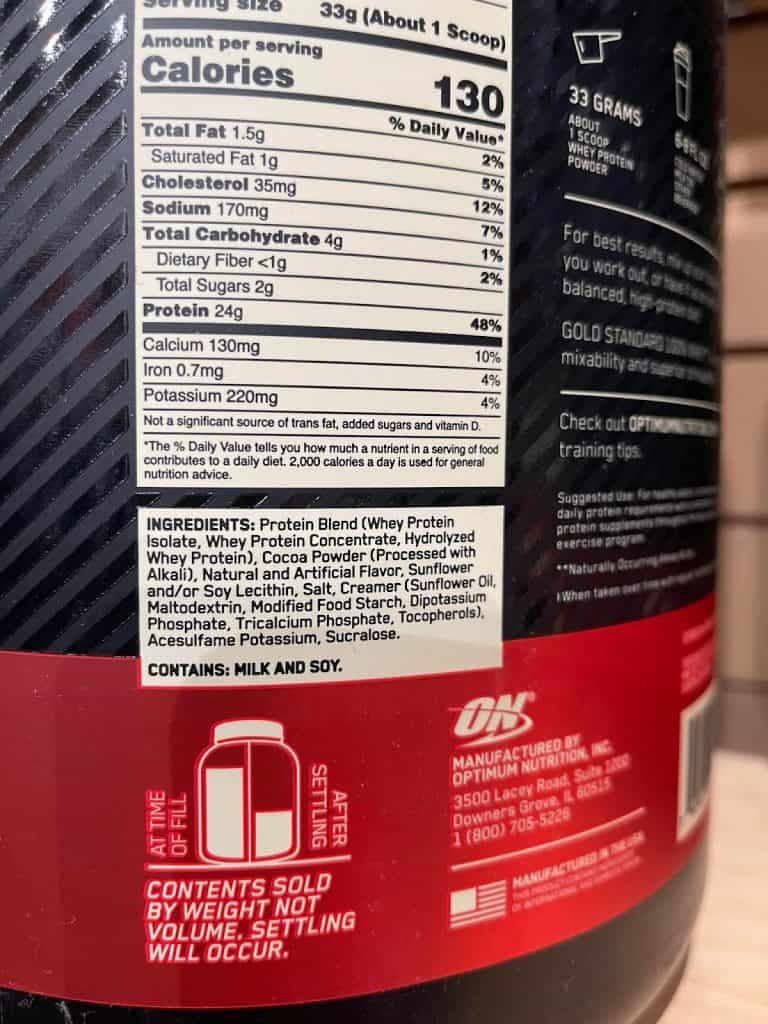 Serving size 33g (About 1 Scoop)
Amount per serving
Calories 130
% Daily Value*
Total Fat 1.5g 2%
Saturated Fat 1g 5%
Cholesterol 35mg 12%
Sodium 170mg 7%
Total Carbohydrate 4g 1%
Dietary Fiber <1g 2%
Total Sugars 2g
Protein 24g 48%
Calcium 130mg 10%
Iron 0.7mg 4%
Potassium 220mg 4%
Not a significant source of trans fat, added sugars and vitamin D.
*The % Daily Value tells you how much a nutrient in a serving of food
contributes to a daily diet. 2,000 calories a day is used for general
nutrition advice.
INGREDIENTS: Protein Blend (Whey Protein
Isolate, Whey Protein Concentrate, Hydrolyzed
Whey Protein), Cocoa Powder (Processed with
Alkali), Natural and Artificial Flavor, Sunflower
and/or Soy Lecithin, Salt, Creamer (Sunflower Oil,
Maltodextrin, Modified Food Starch, Dipotassium
Phosphate, Tricalcium Phosphate, Tocopherols),
Acesulfame Potassium, Sucralose.
CONTAINS: MILK AND SOY.
AT TIME
OF FILL
AFTER
SETTLING
CONTENTS SOLD
BY WEIGHT NOT
VOLUME. SETTLING
WILL OCCUR.
33 GRAMS
ABOUT
1 SCOOP
WHEY PROTEIN
POWDER
For best results,
you work out, or
balanced, high-protein
GOLD STANDARD
mixability and
Check out
training tips.
Suggested Use: For
daily protein
protein supplements
exercise program.
**Naturally Occurring
‡When taken over time with
ON
MANUFACTURED BY
OPTIMUM NUTRITION, INC.
3500 Lacey Road, Suite 1200
Downers Grove, IL 60515
1 (800) 705-5226
MANUFACTURED IN THE USA